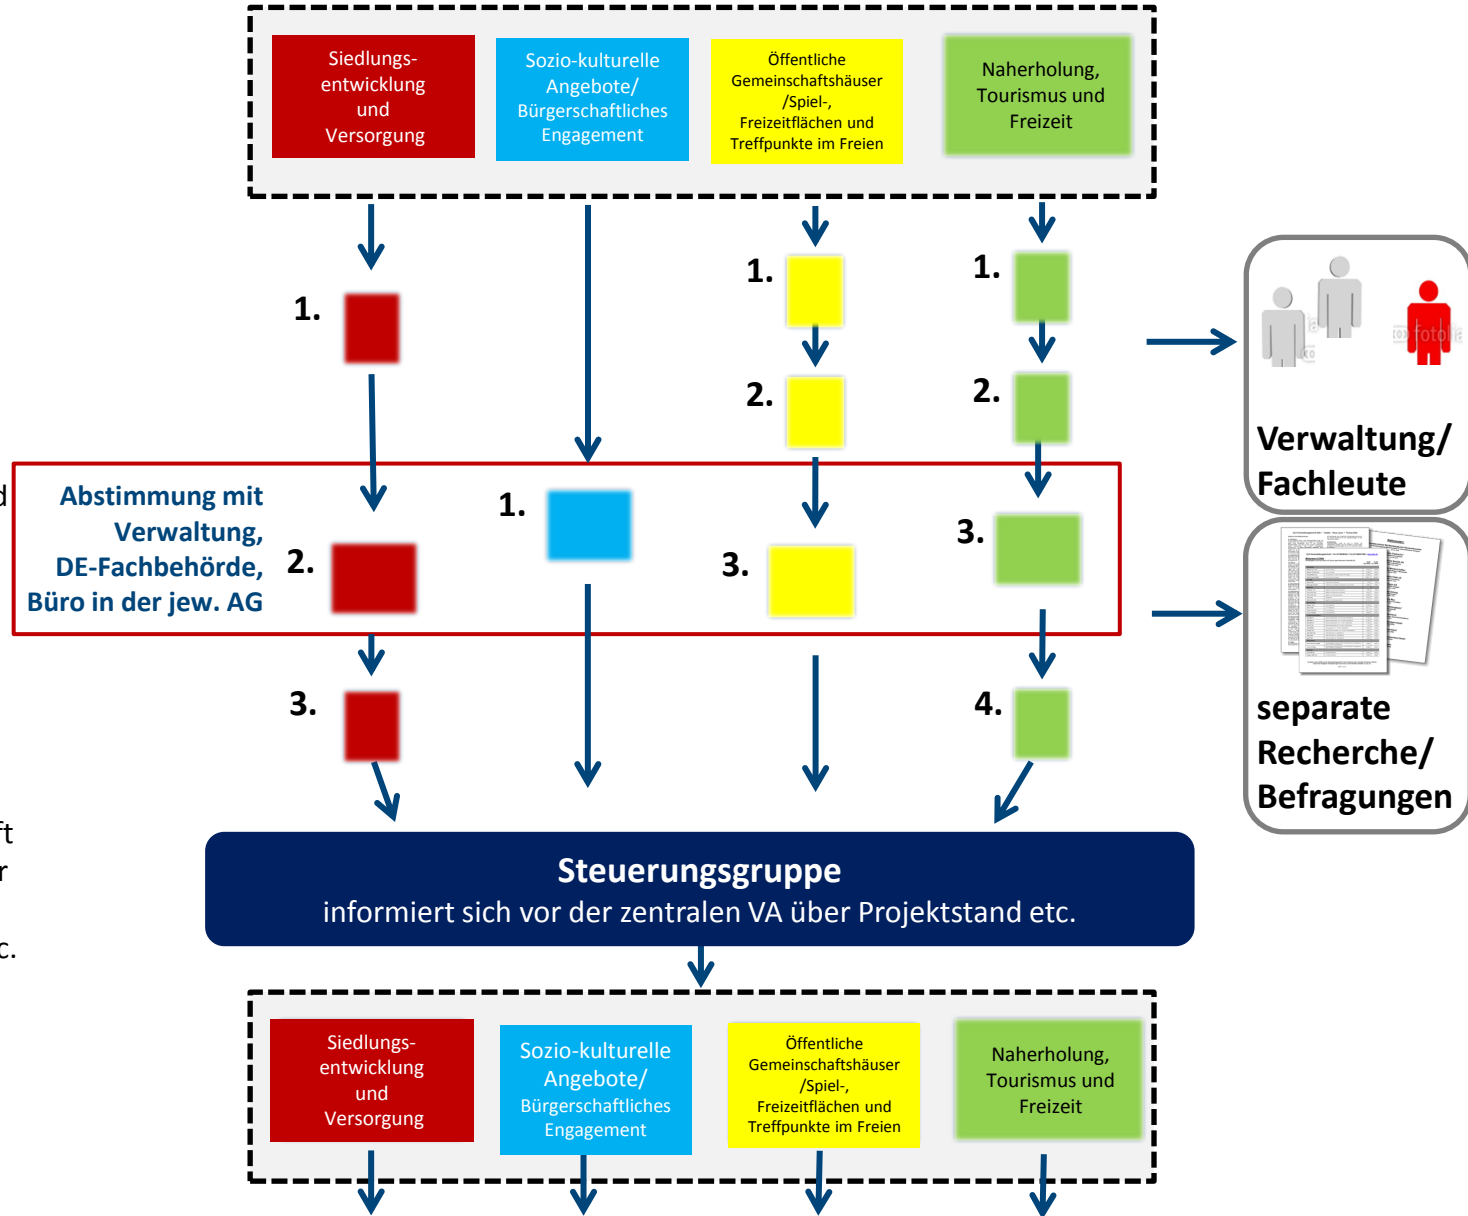 Siedlungs-
entwicklung
und
Versorgung
Sozio-kulturelle
Angebote/
Bürgerschaftliches
Engagement
Öffentliche
Gemeinschaftshäuser
/Spiel-,
Freizeitflächen und
Treffpunkte im Freien
Naherholung,
Tourismus und
Freizeit
1.
1.
1.
2.
2.
Verwaltung/
Fachleute
d
Abstimmung mit
Verwaltung,
DE-Fachbehörde,
Büro in der jew. AG
2.
1.
3.
3.
3.
4.
separate
Recherche/
Befragungen
ft
r
c.
Steuerungsgruppe
informiert sich vor der zentralen VA über Projektstand etc.
Siedlungs-
entwicklung
und
Versorgung
Sozio-kulturelle
Angebote/
Bürgerschaftliches
Engagement
Öffentliche
Gemeinschaftshäuser
/Spiel-,
Freizeitflächen und
Treffpunkte im Freien
Naherholung,
Tourismus und
Freizeit
fotolia